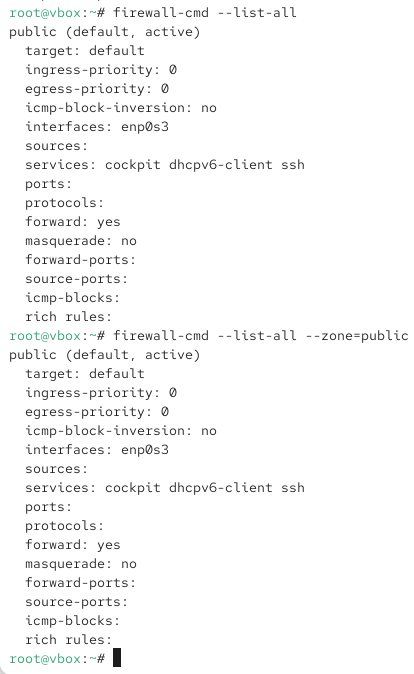 root@vbox:~# firewall-cmd --list-all
public (default, active)
  target: default
  ingress-priority: 0
  egress-priority: 0
  icmp-block-inversion: no
  interfaces: enp0s3
  sources:
  services: cockpit dhcpv6-client ssh
  ports:
  protocols:
  forward: yes
  masquerade: no
  forward-ports:
  source-ports:
  icmp-blocks:
  rich rules:
root@vbox:~# firewall-cmd --list-all --zone=public
public (default, active)
  target: default
  ingress-priority: 0
  egress-priority: 0
  icmp-block-inversion: no
  interfaces: enp0s3
  sources:
  services: cockpit dhcpv6-client ssh
  ports:
  protocols:
  forward: yes
  masquerade: no
  forward-ports:
  source-ports:
  icmp-blocks:
  rich rules:
root@vbox:~#